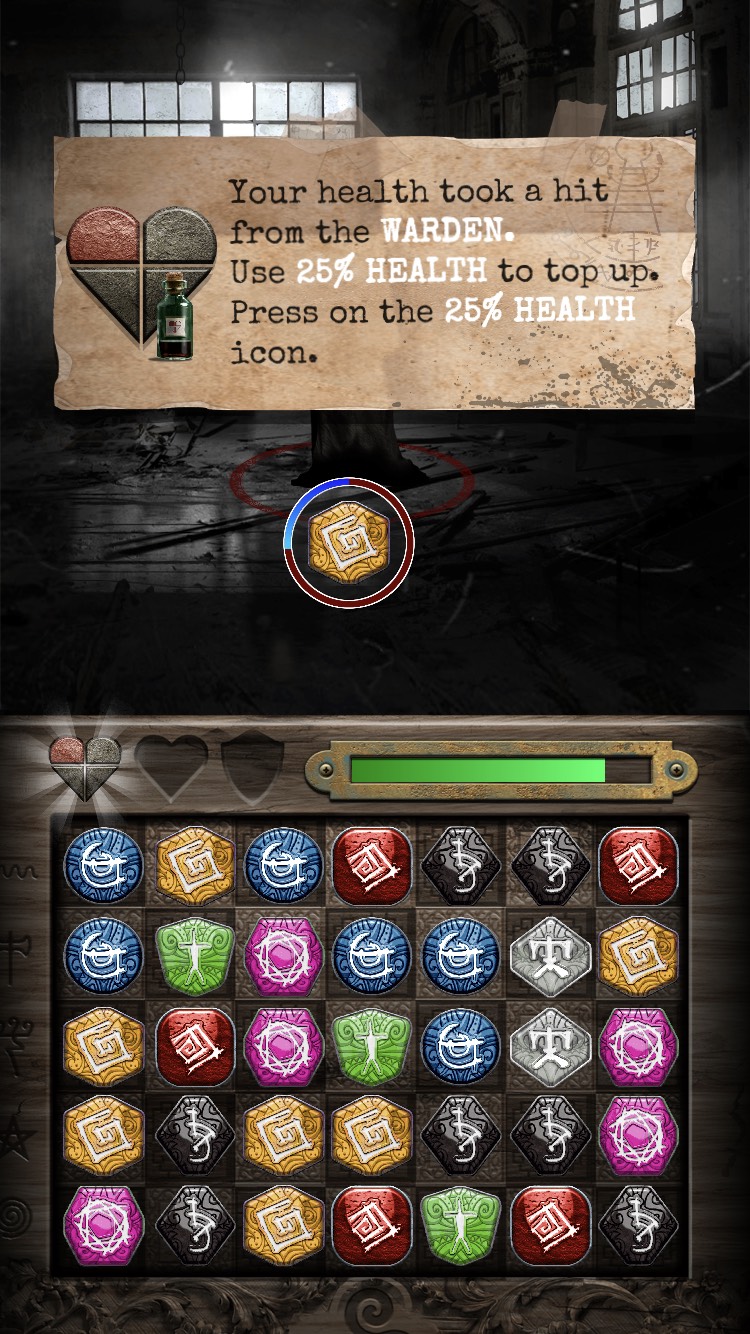 Your health took a hit
from the WARDEN.
Use 25% HEALTH to top up.
Press on the 25% HEALTH
icon.